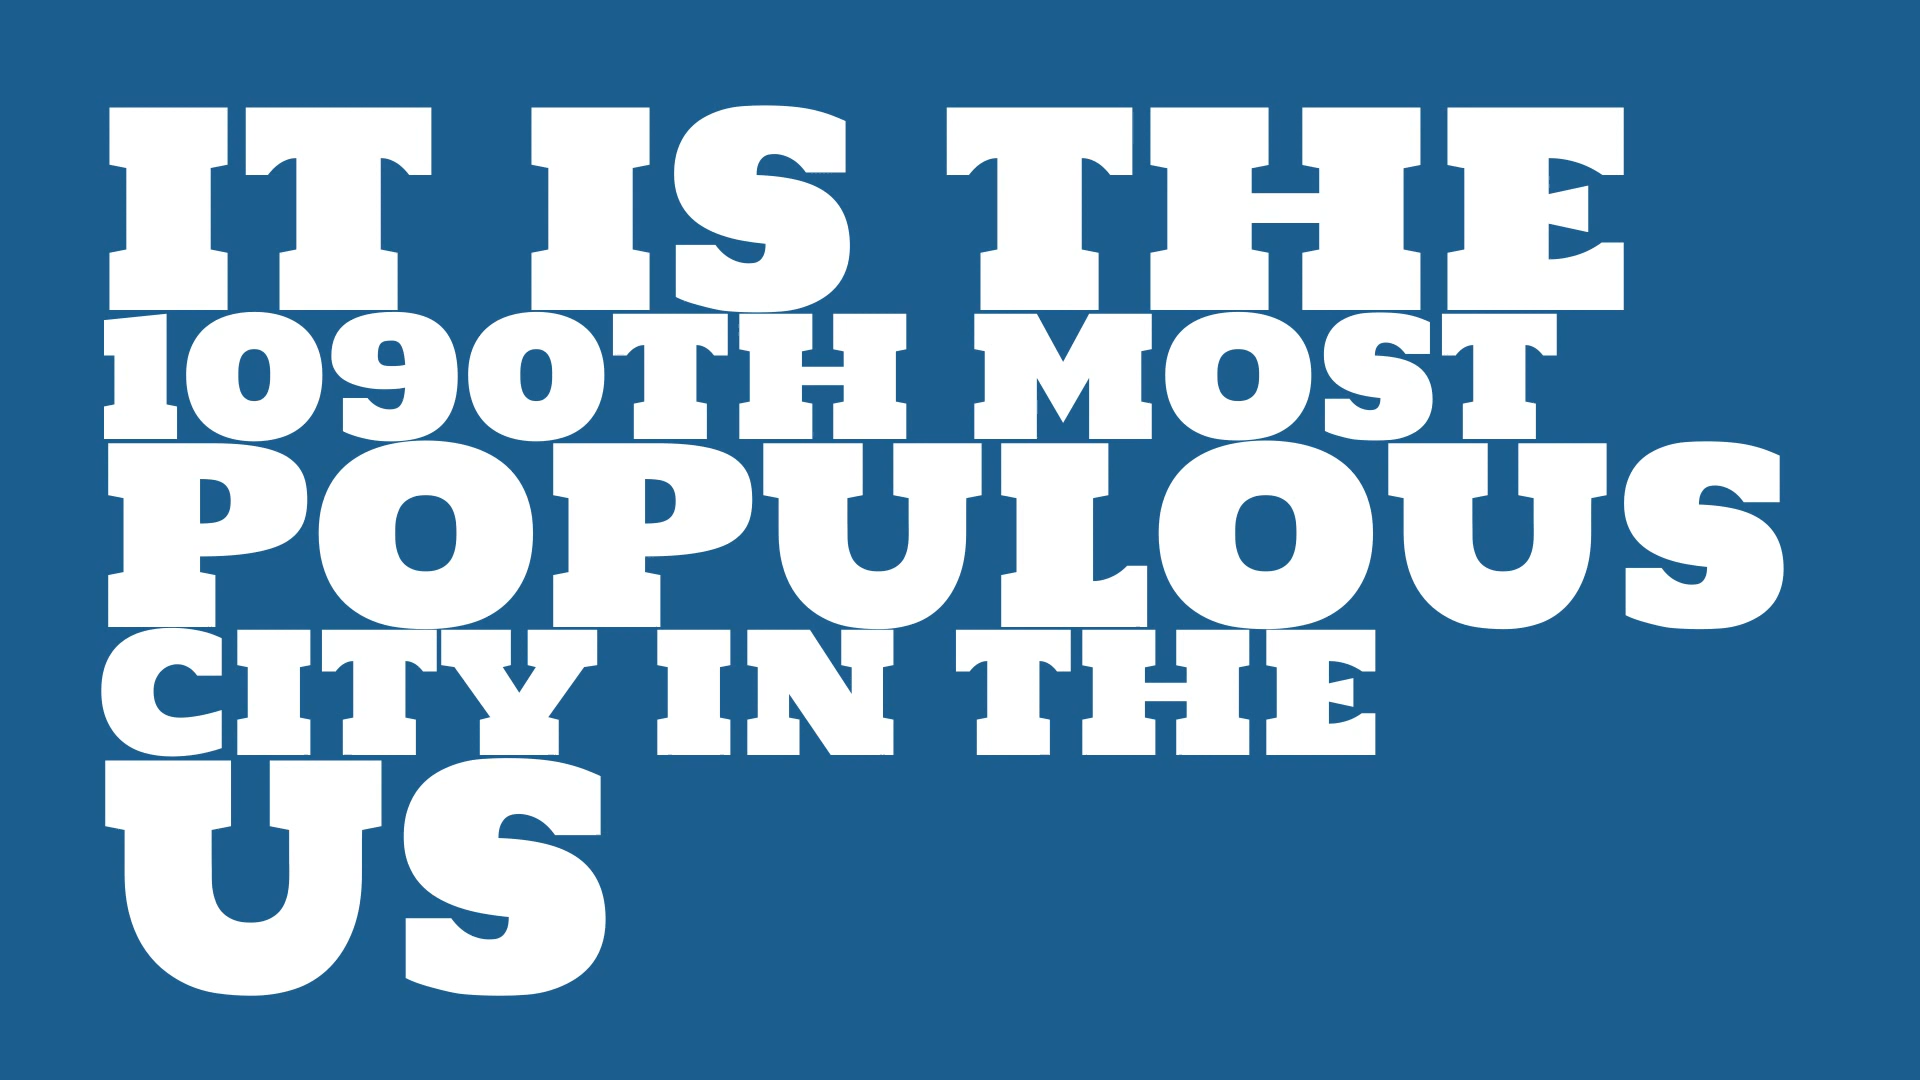 IT IS THE
1090TH MOST
POPULOUS
CITY IN THE
US